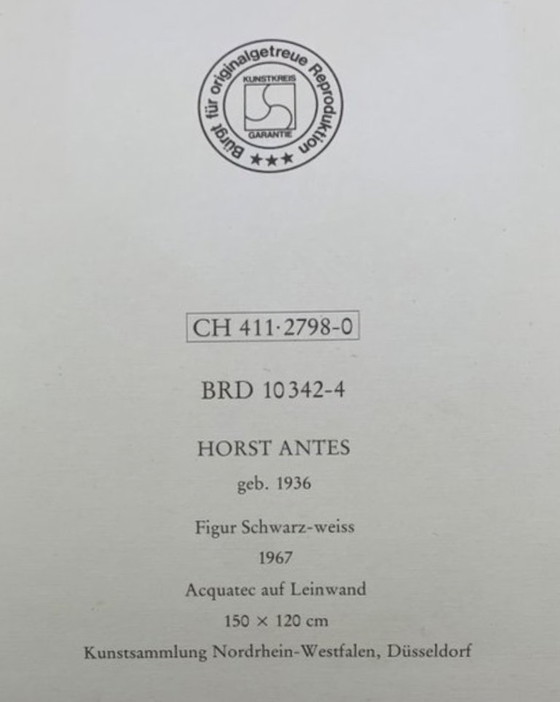 Bürgt für originalgetreue Reproduktion
KUNSTKREIS
GARANTIE
CH 411·2798-0
BRD 10342-4
HORST ANTES
geb. 1936
Figur Schwarz-weiss
1967
Acquatec auf Leinwand
150 × 120 cm
Kunstsammlung Nordrhein-Westfalen, Düsseldorf